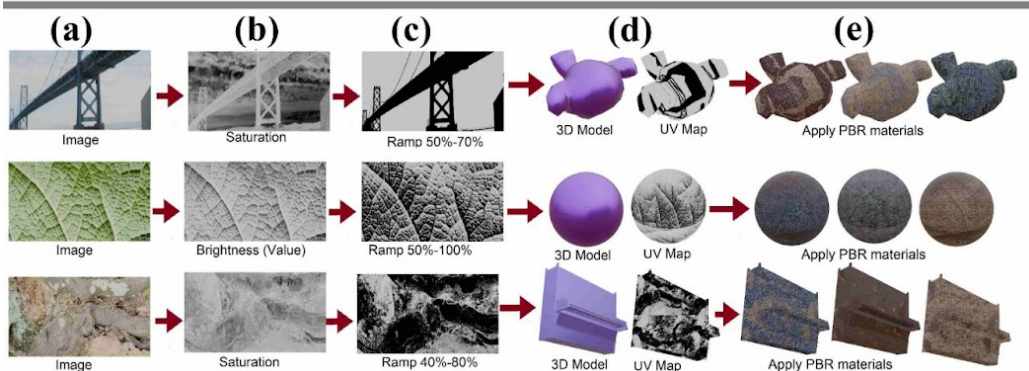 (a) (b) (c) (d) (e)
Image Saturation Ramp 50%-70% 3D Model UV Map Apply PBR materials
Image Brightness (Value) Ramp 50%-100% 3D Model UV Map Apply PBR materials
Image Saturation Ramp 40%-80% 3D Model UV Map Apply PBR materials